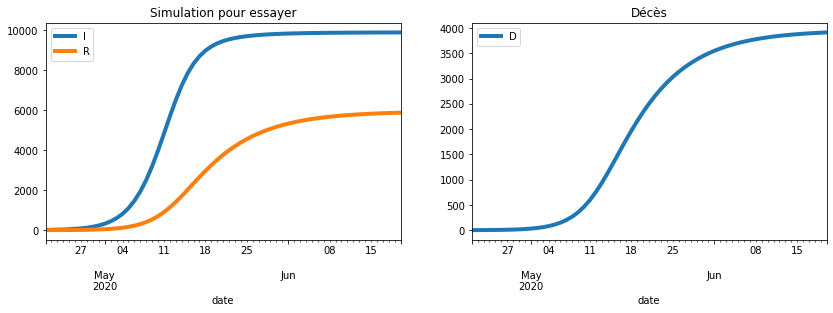 Simulation pour essayer
I
R
10000
8000
6000
4000
2000
0
27 04 11 18 25 08 15
May Jun
2020
date
Décès
D
4000
3500
3000
2500
2000
1500
1000
500
0
27 04 11 18 25 08 15
May Jun
2020
date